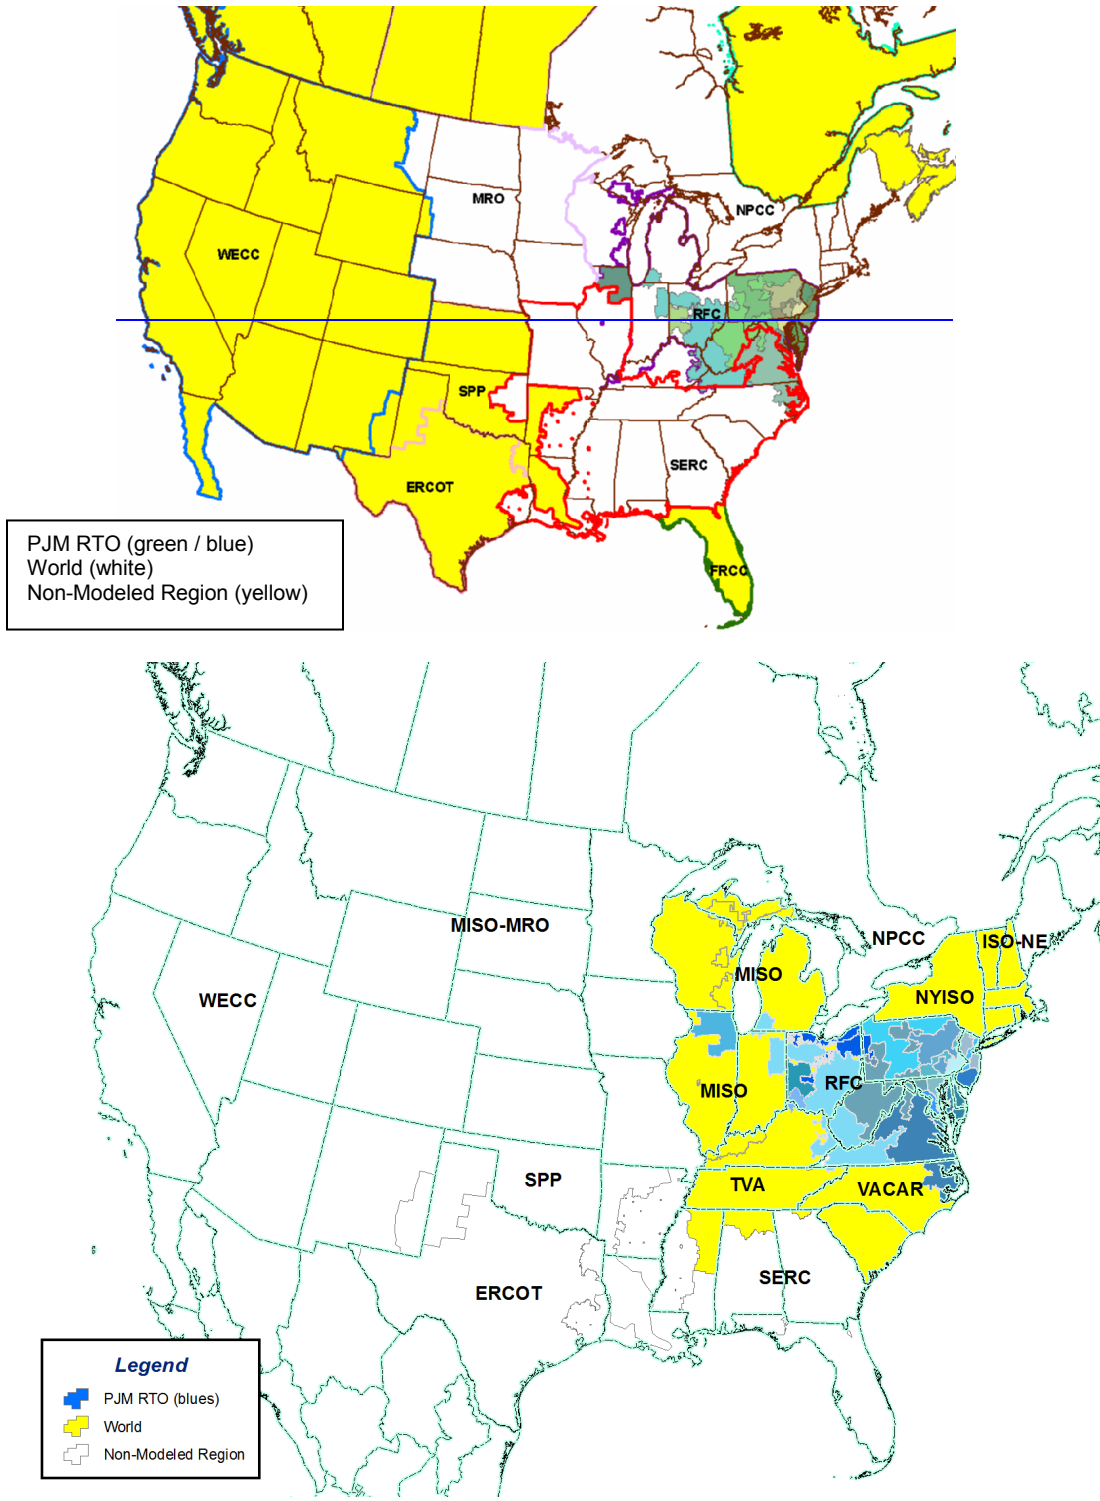 MRO
NPCC
WECC
RFC
SPP
SERC
ERCOT
FRCC
PJM RTO (green / blue)
World (white)
Non-Modeled Region (yellow)
MISO-MRO
NPCC
ISO-NE
MISO
WECC
NYISO
RFC
MISO
SPP
TVA
VACAR
SERC
ERCOT
Legend
PJM RTO (blues)
World
Non-Modeled Region